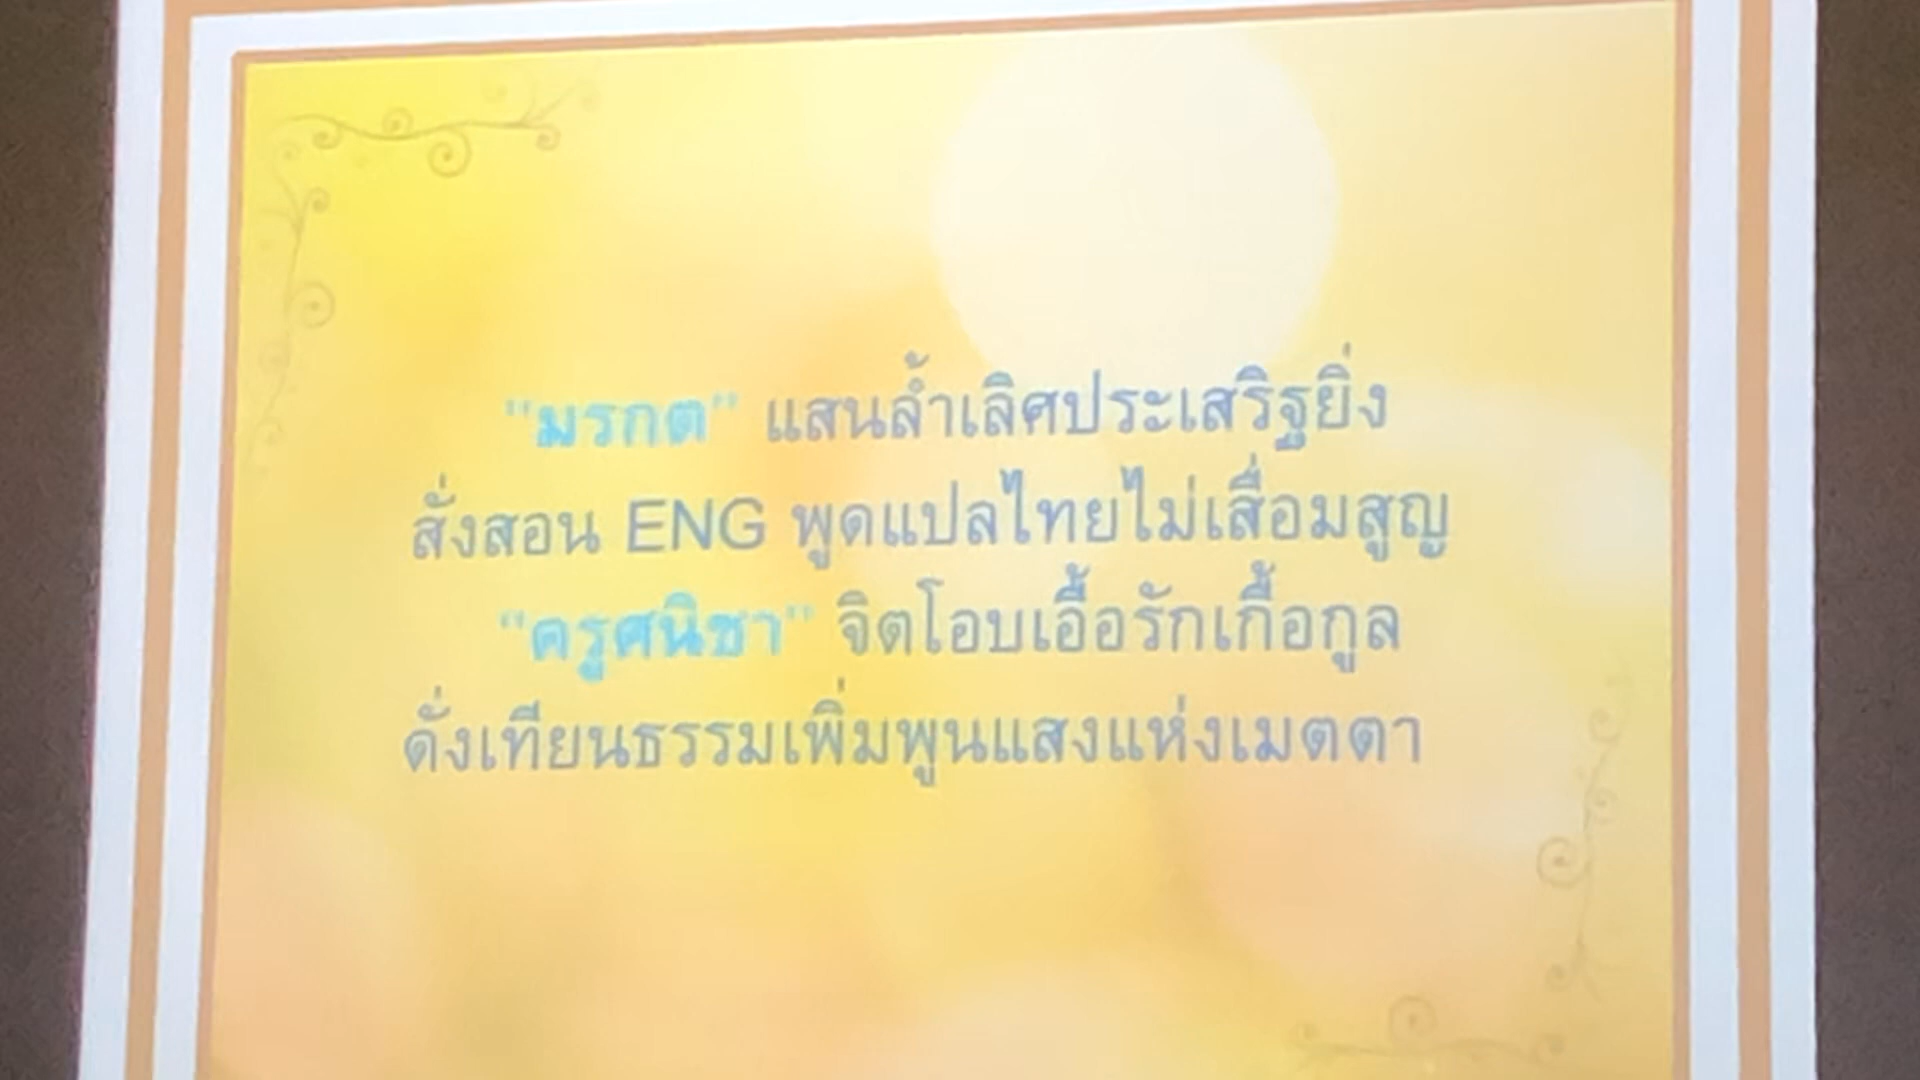 "มรกต" แสนล้ำเลิศประเสริฐยิ่ง
สั่งสอน ENG พูดแปลไทยไม่เสื่อมสูญ
"ครูศนิชา" จิตโอบเอื้อรักเกื้อกูล
ดั่งเทียนธรรมเพิ่มพูนแสงแห่งเมตตา